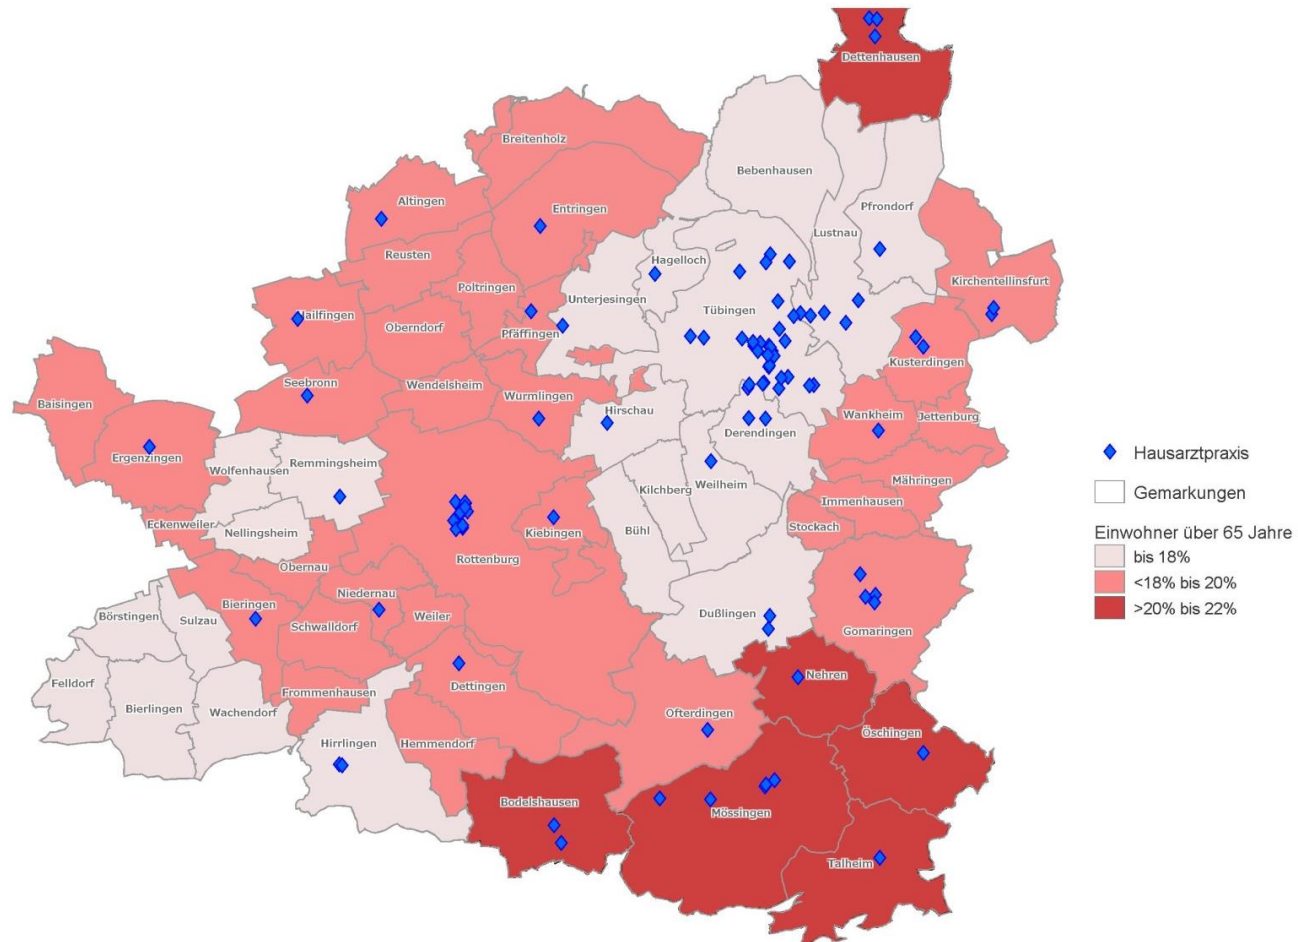 Dettenhausen
Breitenholz
Bebenhausen
Altingen
Entringen
Pfrondorf
Lustnau
Reusten
Hagelloch
Kirchentellinsfurt
Poltringen
Unterjesingen
Tübingen
Hailfingen
Oberndorf
Pfäffingen
Kusterdingen
Seebronn
Wendelsheim
Wurmlingen
Baisingen
Hirschau
Wankheim
Jettenburg
Derendingen
Ergenzingen
Wolfenhausen
Remmingsheim
Hausarztpraxis
Weilheim
Mähringen
Kilchberg
Gemarkungen
Immenhausen
Eckenweiler
Nellingsheim
Kiebingen
Bühl
Stockach
Einwohner über 65 Jahre
Rottenburg
bis 18%
Obernau
<18% bis 20%
Niedernau
>20% bis 22%
Börstingen
Sulzau
Bieringen
Schwalldorf
Weiler
Dußlingen
Gomaringen
Felldorf
Frommenhausen
Dettingen
Nehren
Bierlingen
Wachendorf
Ofterdingen
Öschingen
Hirrlingen
Hemmendorf
Bodelshausen
Mössingen
Talheim